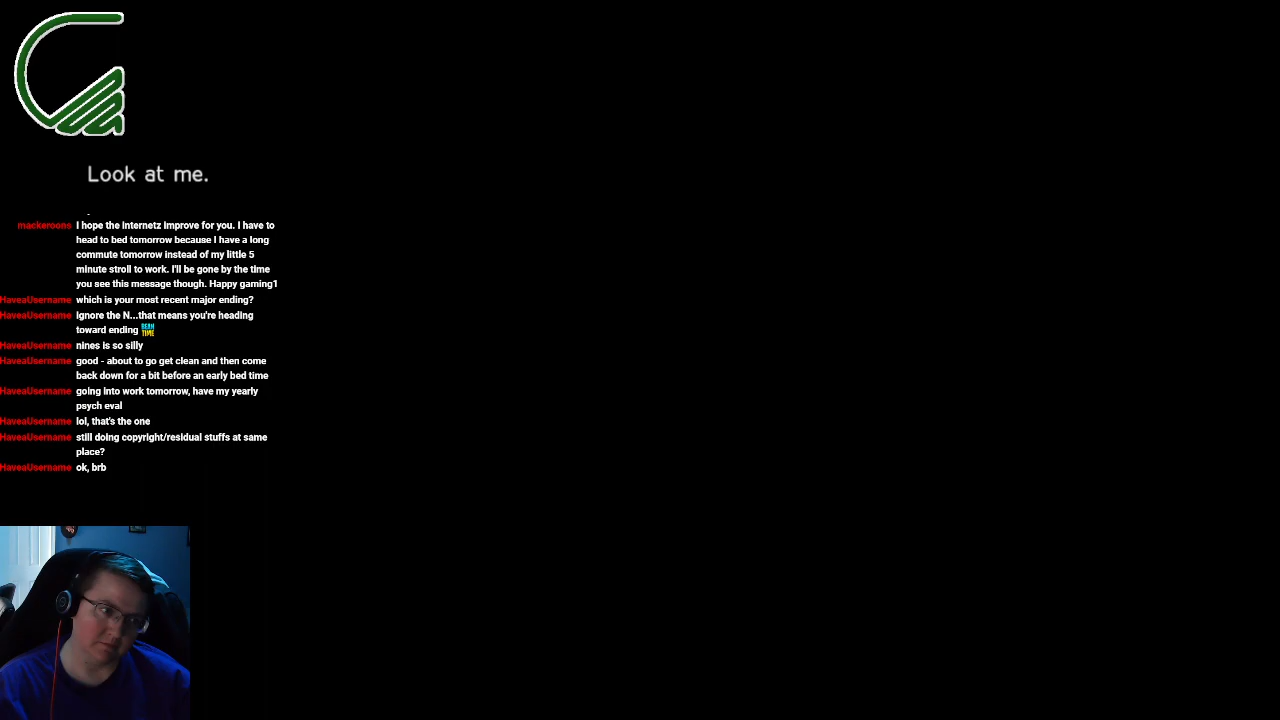 Look at me.
mackeroons I hope the internetz improve for you. I have to
head to bed tomorrow because I have a long
commute tomorrow instead of my little 5
minute stroll to work. I'll be gone by the time
you see this message though. Happy gaming1
HaveaUsername which is your most recent major ending?
HaveaUsername Ignore the N...that means you're heading
toward ending BEAN TIME
HaveaUsername nines is so silly
HaveaUsername good - about to go get clean and then come
back down for a bit before an early bed time
HaveaUsername going into work tomorrow, have my yearly
psych eval
HaveaUsername lol, that's the one
HaveaUsername still doing copyright/residual stuffs at same
place?
HaveaUsername ok, brb